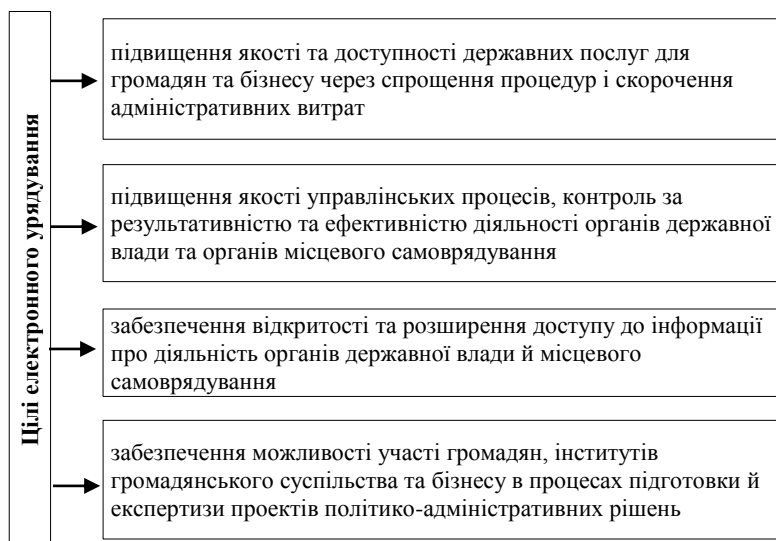 Цілі електронного урядування
підвищення якості та доступності державних послуг для
громадян та бізнесу через спрощення процедур і скорочення
адміністративних витрат
підвищення якості управлінських процесів, контроль за
результативністю та ефективністю діяльності органів державної
влади та органів місцевого самоврядування
забезпечення відкритості та розширення доступу до інформації
про діяльність органів державної влади й місцевого
самоврядування
забезпечення можливості участі громадян, інститутів
громадянського суспільства та бізнесу в процесах підготовки й
експертизи проектів політико-адміністративних рішень